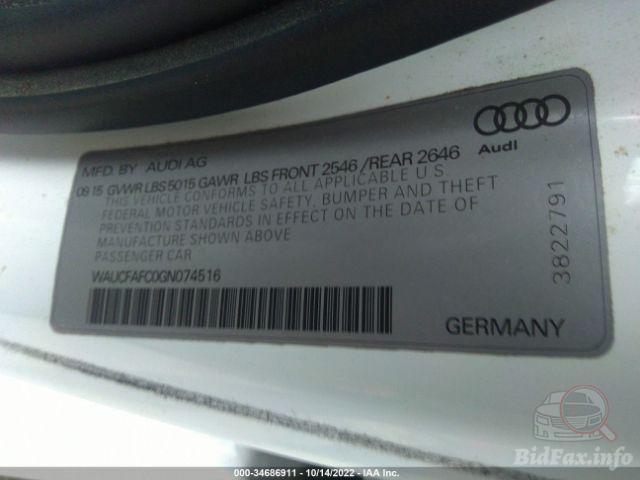 MFD. BY AUDI AG
09 15 GVWR LBS 5015 GAWR LBS FRONT 2546 / REAR 2646
THIS VEHICLE CONFORMS TO ALL APPLICABLE U S
FEDERAL MOTOR VEHICLE SAFETY, BUMPER AND THEFT
PREVENTION STANDARDS IN EFFECT ON THE DATE OF
MANUFACTURE SHOWN ABOVE
PASSENGER CAR
WAUCFAFC0GN074516
Audi
3822791
GERMANY
BidFax.info
000-34686911 - 10/14/2022 - IAA Inc.